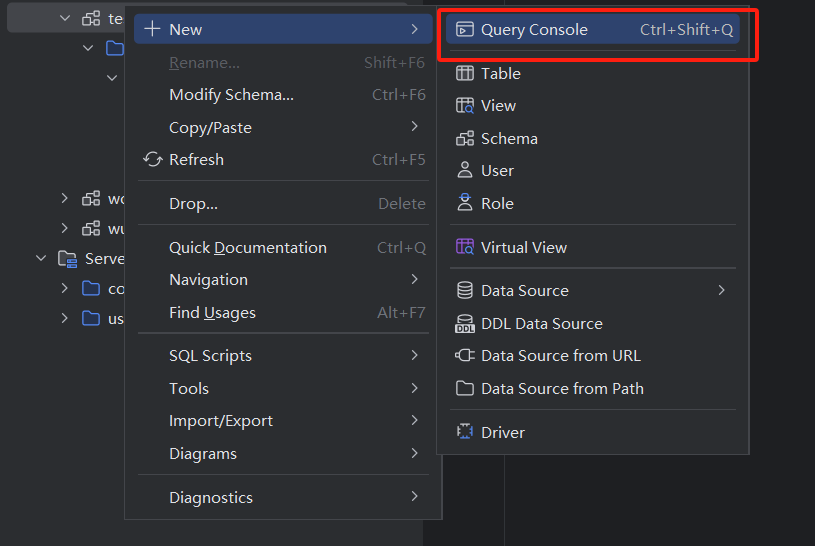 te
New
Rename... Shift+F6
Modify Schema... Ctrl+F6
Copy/Paste
Refresh Ctrl+F5
Drop... Delete
Quick Documentation Ctrl+Q
Navigation
Find Usages Alt+F7
SQL Scripts
Tools
Import/Export
Diagrams
Diagnostics
Query Console Ctrl+Shift+Q
Table
View
Schema
User
Role
Virtual View
Data Source
DDL Data Source
Data Source from URL
Data Source from Path
Driver
wo
wu
Serve
co
us